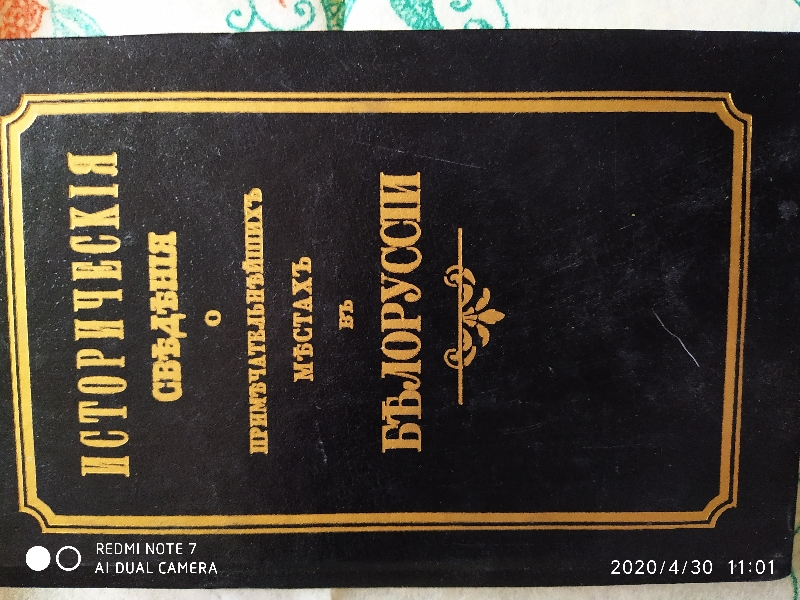 ИСТОРИЧЕСКІЯ
СВѢДѢНІЯ
О
ПРИМѢЧАТЕЛЬНѢЙШИХЪ
МѢСТАХЪ
ВЪ
БѢЛОРУССІИ
REDMI NOTE 7
AI DUAL CAMERA
2020/4/30 11:01